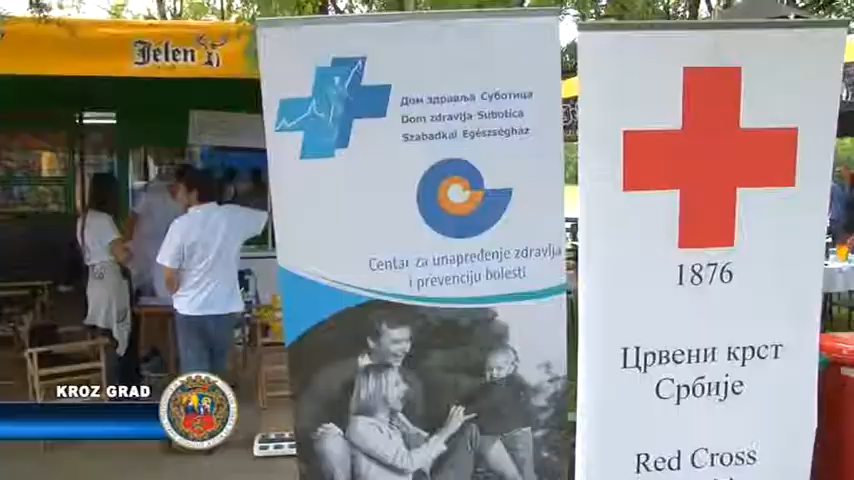 Jelen
Дом здравља Суботица
Dom zdravlja Subotica
Szabadkai Egészségház
Centar za unapređenje zdravlja
i prevenciju bolesti
1876
Црвени крст
Србије
Red Cross
KROZ GRAD